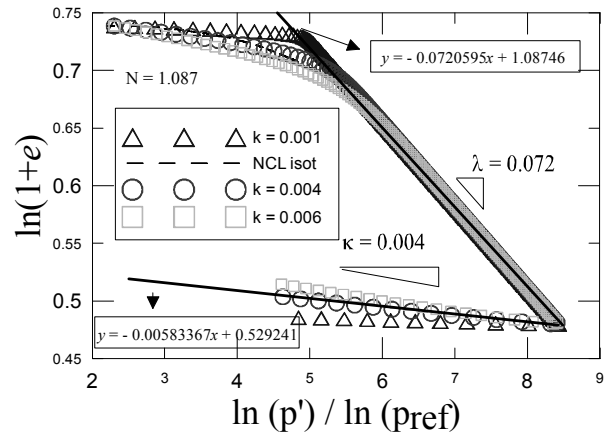 0.75
0.7
0.65
0.6
0.55
0.5
0.45
ln(1+e)
y = - 0.0720595x + 1.08746
N = 1.087
k = 0.001
NCL isot
k = 0.004
k = 0.006
λ = 0.072
κ = 0.004
y = - 0.00583367x + 0.529241
2 3 4 5 6 7 8 9
ln (p') / ln (pref)